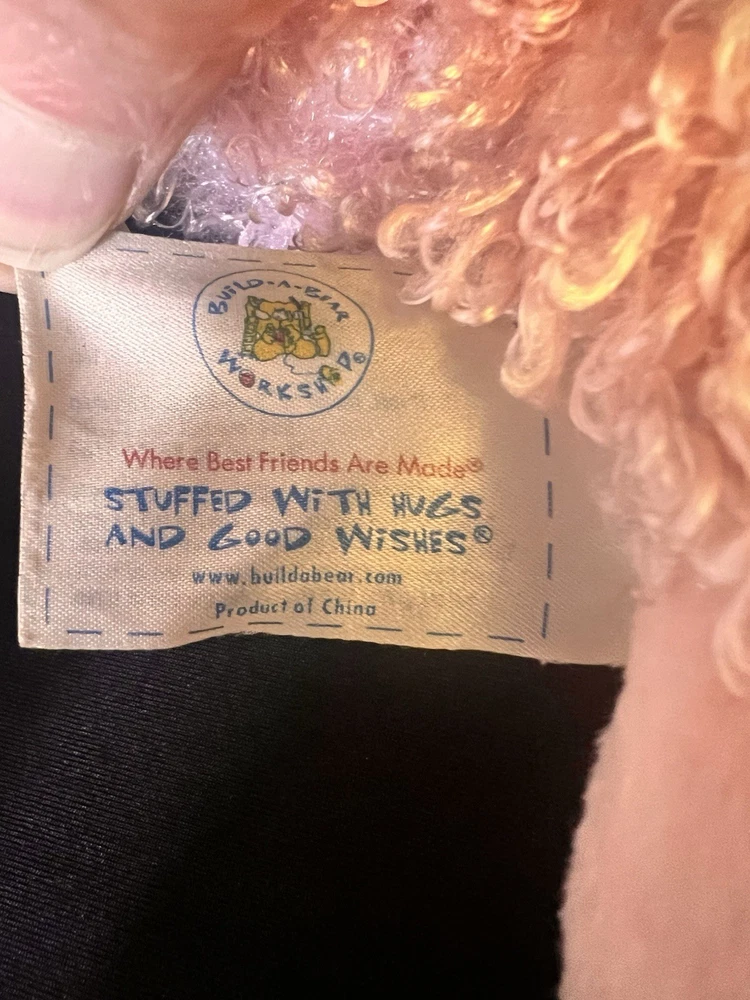 BUILD-A-BEAR
WORKSHOP®
Where Best Friends Are Made®
STUFFED WiTH HUGS
AND GOOD WiSHES®
www.buildabear.com
Product of China